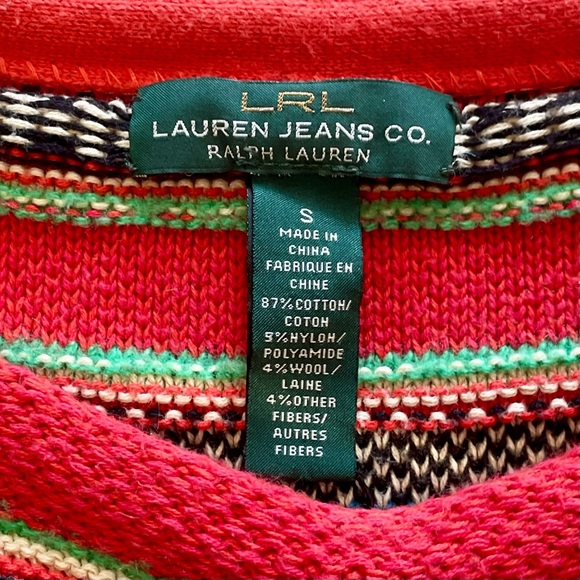 LRL
LAUREN JEANS CO.
RALPH LAUREN
S
MADE IN
CHINA
FABRIQUE EN
CHINE
87% COTTON/
COTON
5% NYLON/
POLYAMIDE
4% WOOL/
LAINE
4% OTHER
FIBERS/
AUTRES
FIBERS